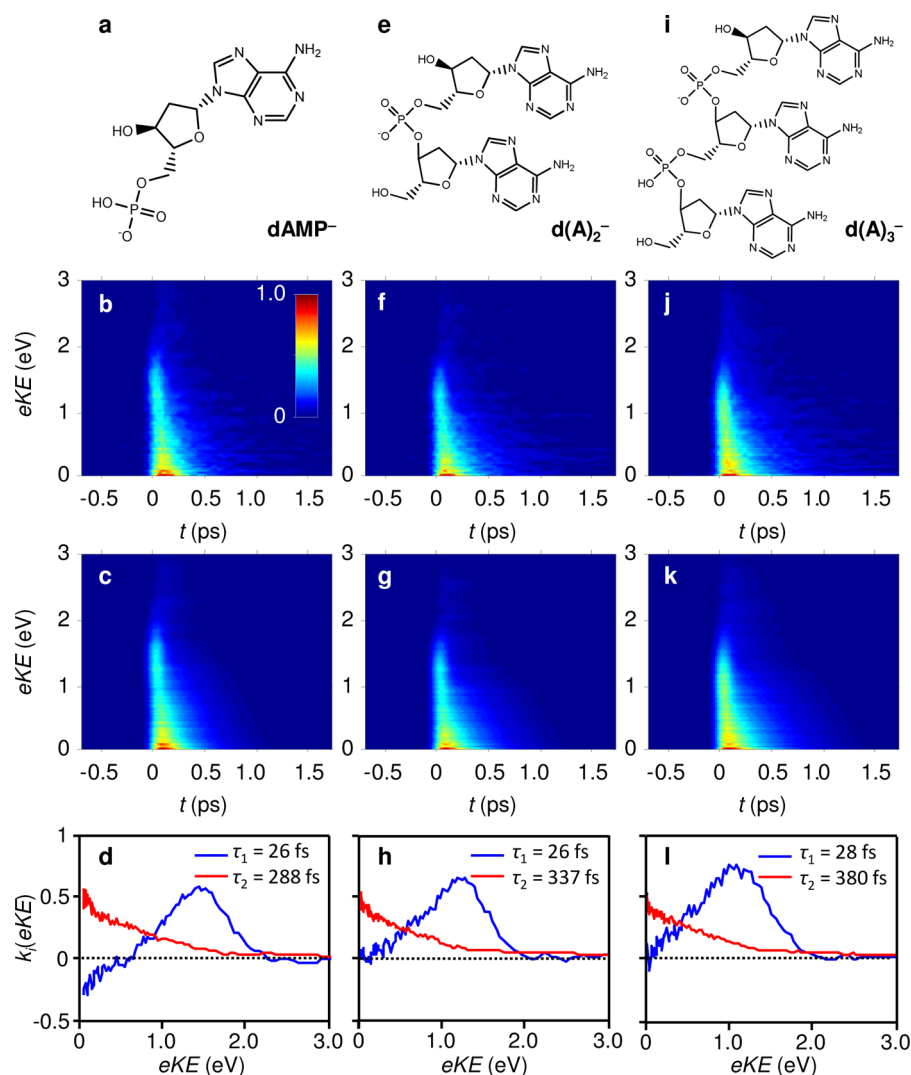 a
e
i
NH₂
N
N
N
N
HO
O
O
HO
P
O
⁻O
dAMP⁻
HO
O
N
N
N
N
NH₂
O
P
O
⁻O
O
O
N
N
N
N
NH₂
HO
d(A)₂⁻
HO
O
N
N
N
N
NH₂
O
P
O
⁻O
O
O
N
N
N
N
NH₂
O
P
O
HO
O
O
N
N
N
N
NH₂
HO
d(A)₃⁻
b
1.0
0
f
j
eKE (eV)
3
2
1
0
3
2
1
0
3
2
1
0
-0.5 0 0.5 1.0 1.5
-0.5 0 0.5 1.0 1.5
-0.5 0 0.5 1.0 1.5
t (ps)
t (ps)
t (ps)
c
g
k
eKE (eV)
3
2
1
0
3
2
1
0
3
2
1
0
-0.5 0 0.5 1.0 1.5
-0.5 0 0.5 1.0 1.5
-0.5 0 0.5 1.0 1.5
t (ps)
t (ps)
t (ps)
kᵢ(eKE)
1
0.5
0
-0.5
d
τ₁ = 26 fs
τ₂ = 288 fs
h
τ₁ = 26 fs
τ₂ = 337 fs
l
τ₁ = 28 fs
τ₂ = 380 fs
0 1.0 2.0 3.0
0 1.0 2.0 3.0
0 1.0 2.0 3.0
eKE (eV)
eKE (eV)
eKE (eV)